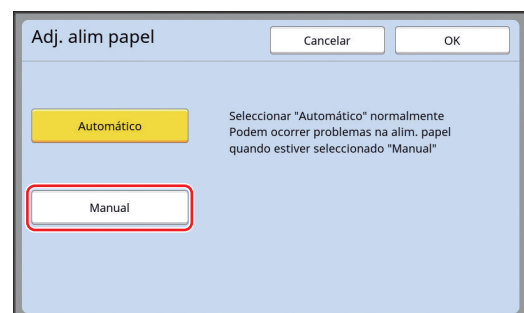 Adj. alim papel
Cancelar
OK
Automático
Seleccionar "Automático" normalmente
Podem ocorrer problemas na alim. papel
quando estiver seleccionado "Manual"
Manual